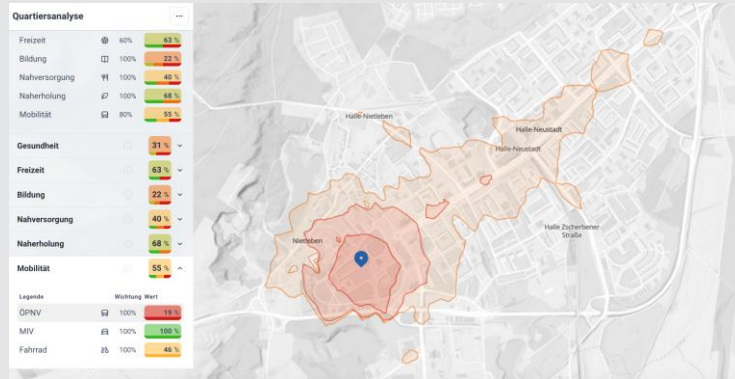 Quartiersanalyse ...
Freizeit 60% 63 %
Bildung 100% 22 %
Nahversorgung 100% 40 %
Naherholung 100% 68 %
Mobilität 80% 55 %
Gesundheit 31 %
Freizeit 63 %
Bildung 22 %
Nahversorgung 40 %
Naherholung 68 %
Mobilität 55 %
Legende Wichtung Wert
ÖPNV 100% 19 %
MIV 100% 100 %
Fahrrad 100% 46 %
Halle-Nietleben
Halle-Neustadt
Halle-Neustadt
Halle Zscherbener
Straße
Nietleben